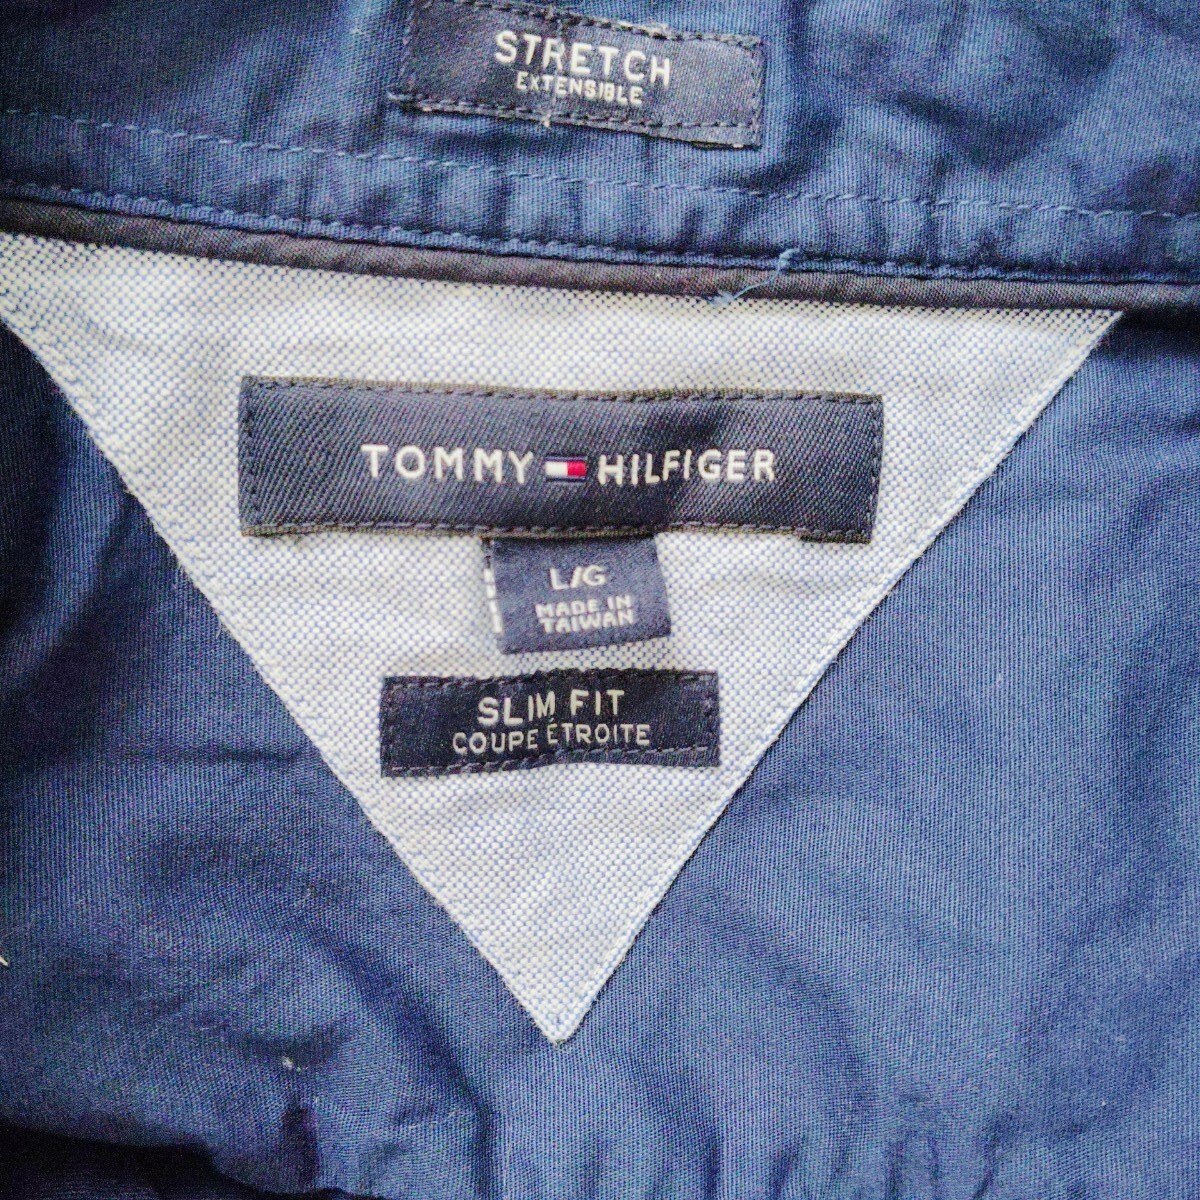 STRETCH
EXTENSIBLE
TOMMY HILFIGER
L/G
MADE IN
TAIWAN
SLIM FIT
COUPE ÉTROITE